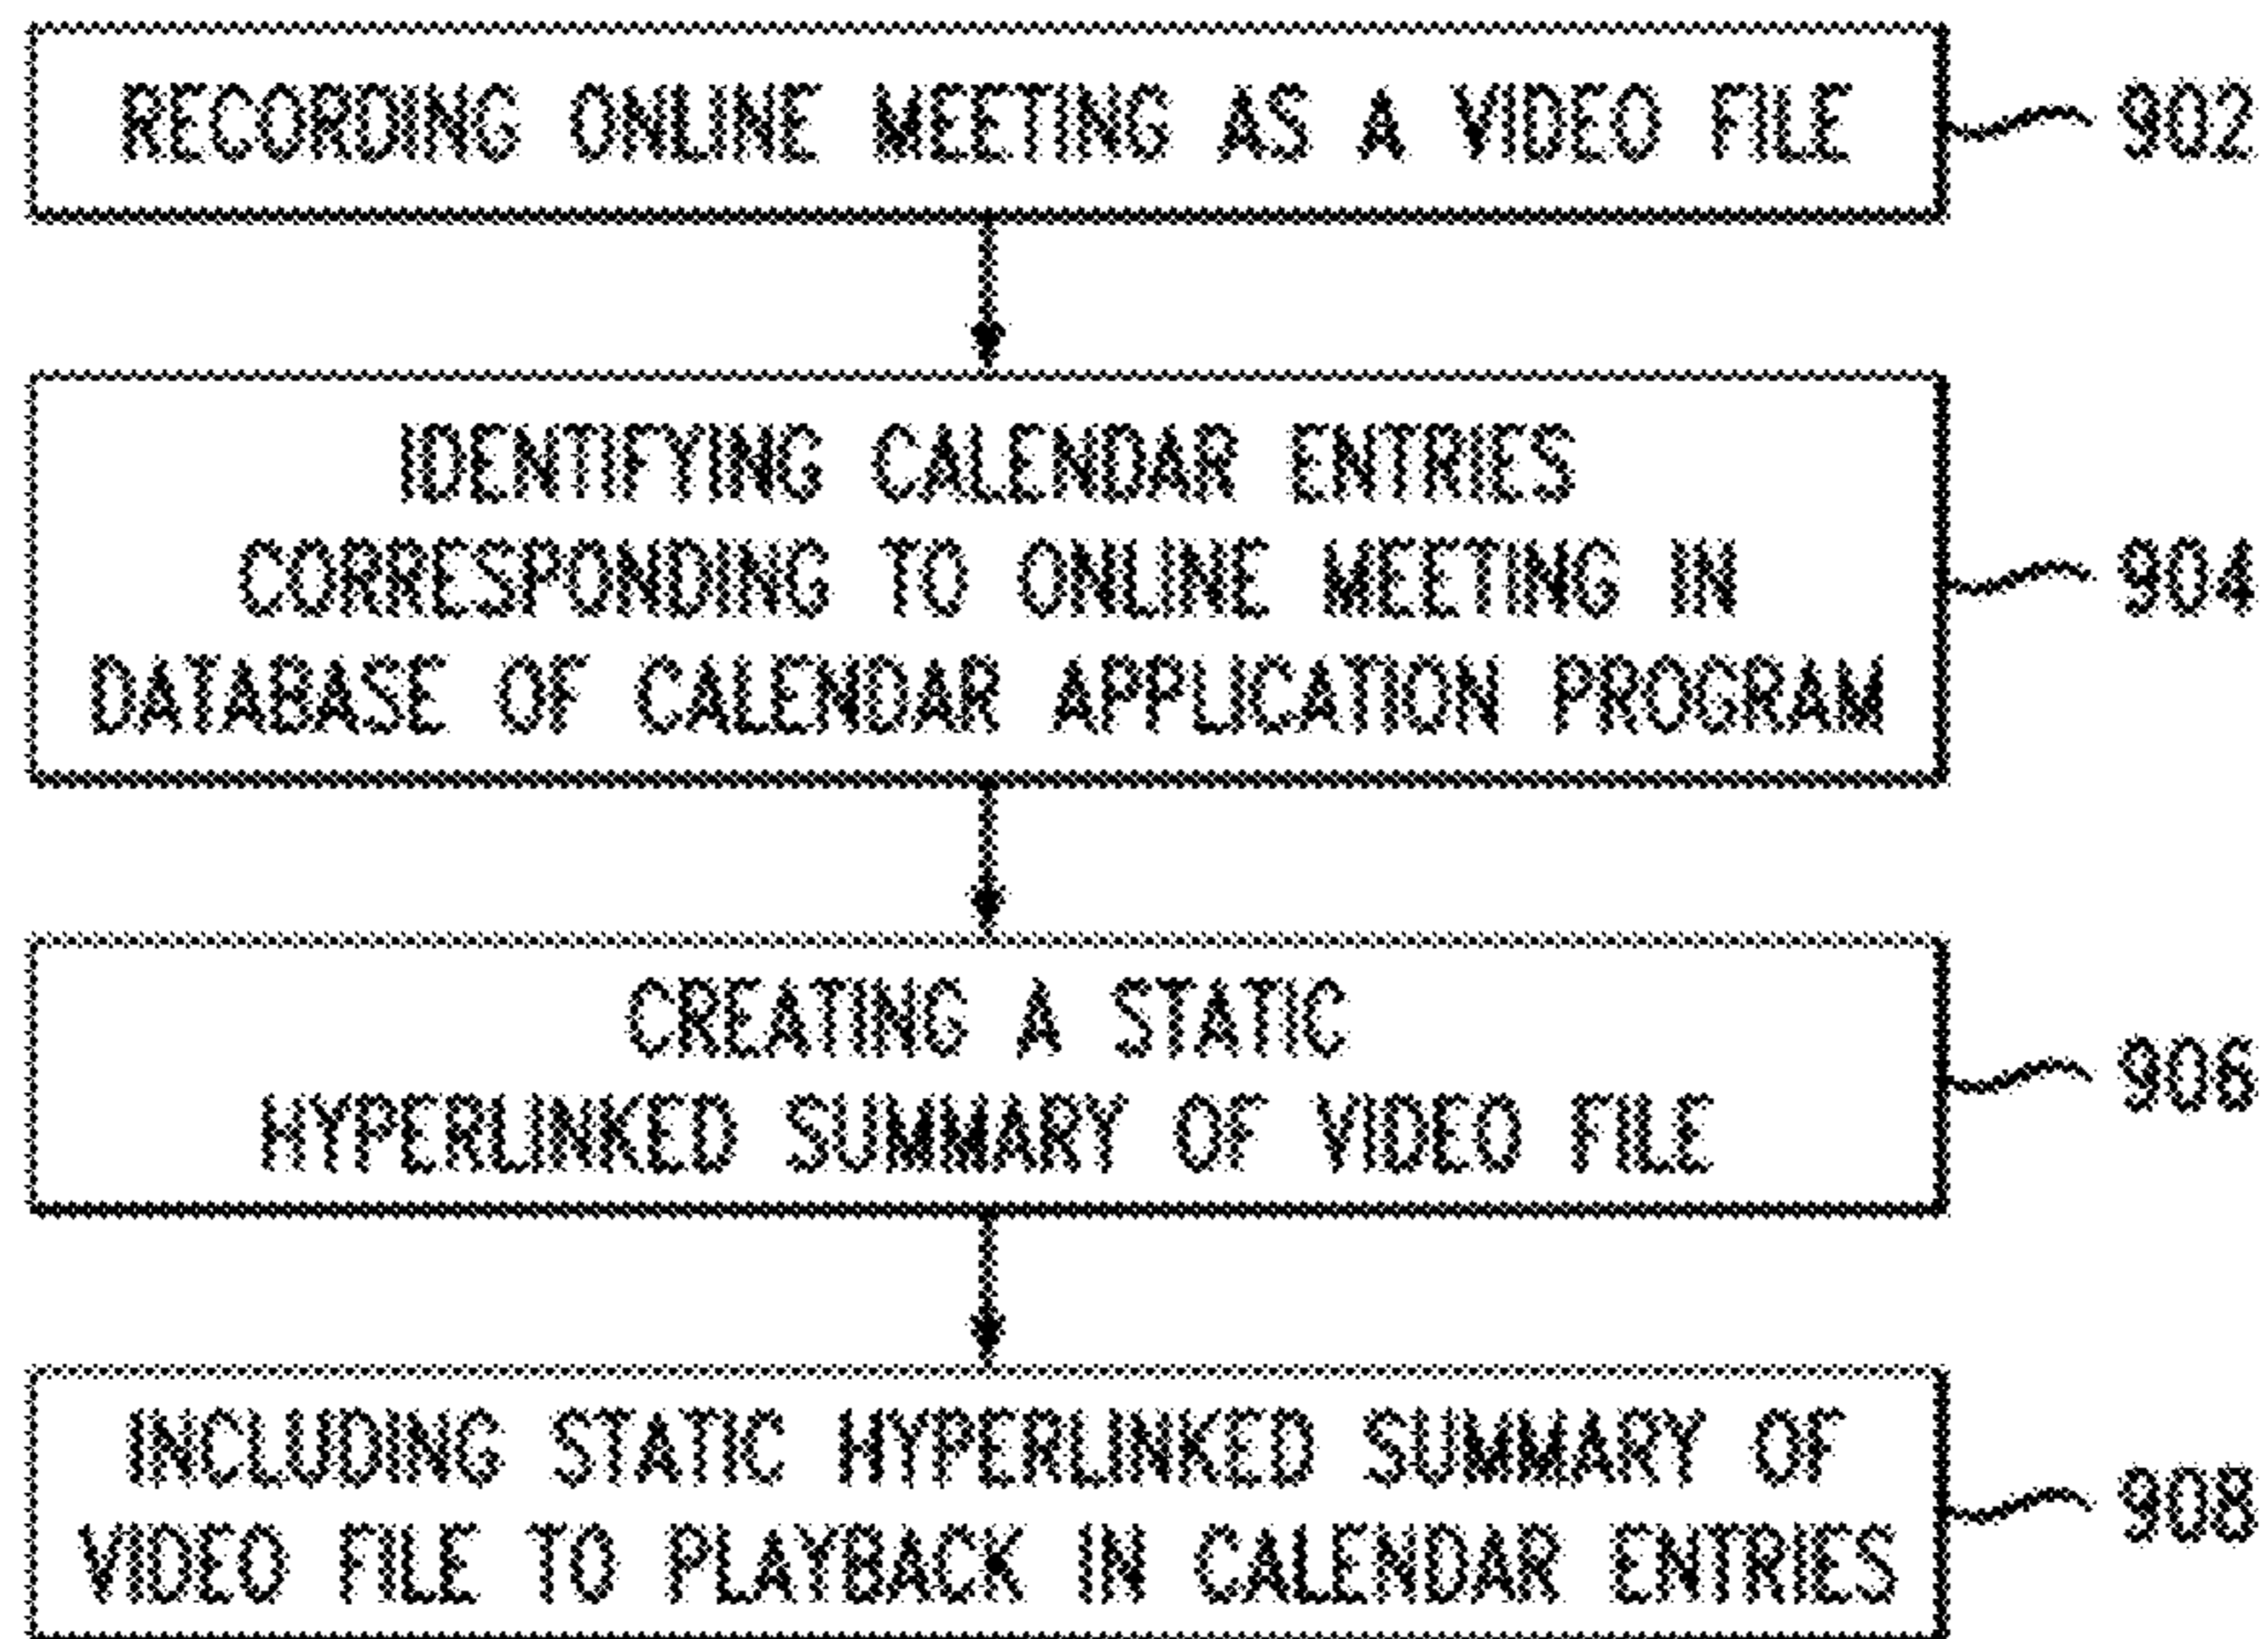 RECORDING ONLINE MEETING AS A VIDEO FILE
902
IDENTIFYING CALENDAR ENTRIES
CORRESPONDING TO ONLINE MEETING IN
DATABASE OF CALENDAR APPLICATION PROGRAM
904
CREATING A STATIC
HYPERLINKED SUMMARY OF VIDEO FILE
906
INCLUDING STATIC HYPERLINKED SUMMARY OF
VIDEO FILE TO PLAYBACK IN CALENDAR ENTRIES
908